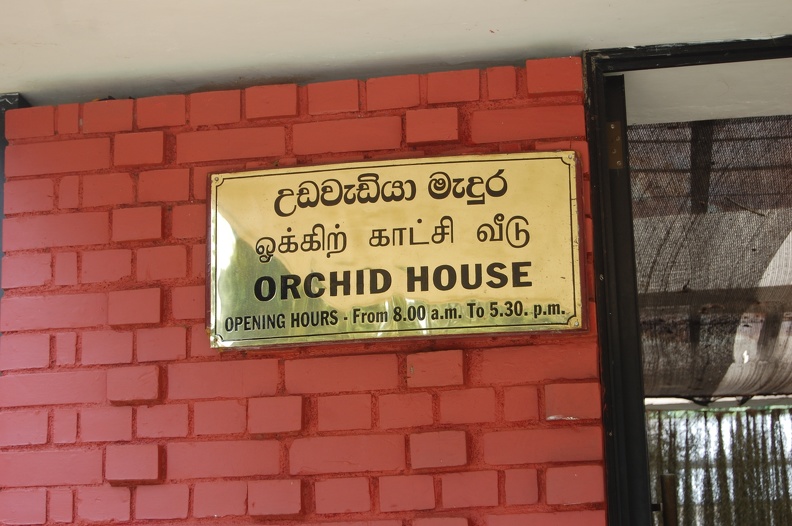 උඩවැඩියා මැදුර
ஓக்கிற் காட்சி வீடு
ORCHID HOUSE
OPENING HOURS - From 8.00 a.m. To 5.30. p.m.